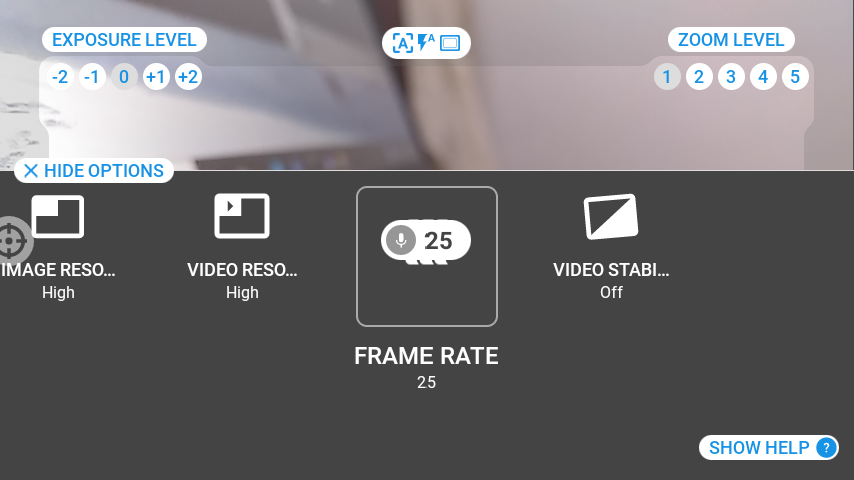 EXPOSURE LEVEL
A
A
ZOOM LEVEL
-2 -1 0 +1 +2
1 2 3 4 5
HIDE OPTIONS
IMAGE RESO...
High
VIDEO RESO...
High
25
FRAME RATE
25
VIDEO STABI...
Off
SHOW HELP ?